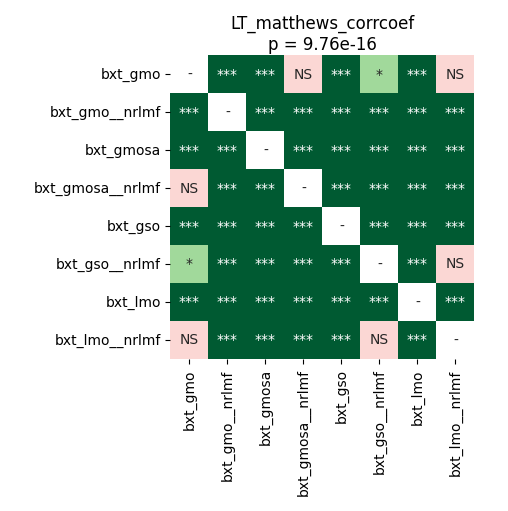 LT_matthews_corrcoef
p = 9.76e-16
bxt_gmo - *** *** NS *** * *** NS
bxt_gmo__nrlmf *** - *** *** *** *** *** ***
bxt_gmosa *** *** - *** *** *** *** ***
bxt_gmosa__nrlmf NS *** *** - *** *** *** ***
bxt_gso *** *** *** *** - *** *** ***
bxt_gso__nrlmf * *** *** *** *** - *** NS
bxt_lmo *** *** *** *** *** *** - ***
bxt_lmo__nrlmf NS *** *** *** *** NS *** -
bxt_gmo
bxt_gmo__nrlmf
bxt_gmosa
bxt_gmosa__nrlmf
bxt_gso
bxt_gso__nrlmf
bxt_lmo
bxt_lmo__nrlmf